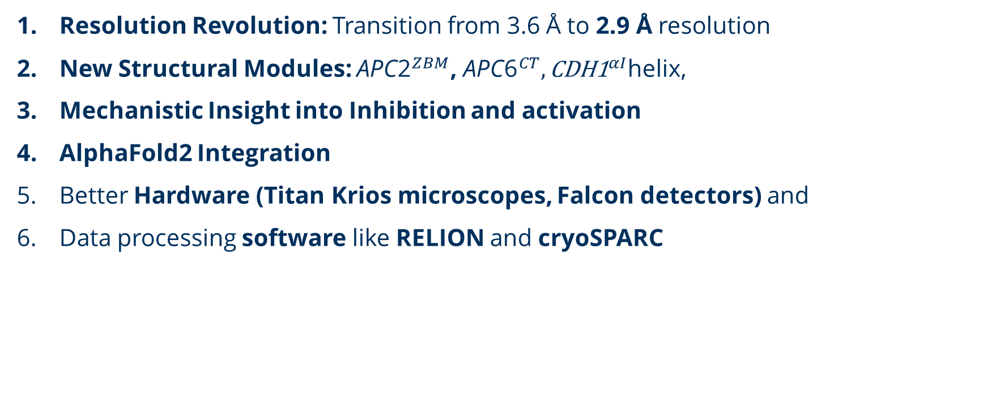 1. Resolution Revolution: Transition from 3.6 Å to 2.9 Å resolution
2. New Structural Modules: APC2^ZBM, APC6^CT, CDH1^αI helix,
3. Mechanistic Insight into Inhibition and activation
4. AlphaFold2 Integration
5. Better Hardware (Titan Krios microscopes, Falcon detectors) and
6. Data processing software like RELION and cryoSPARC